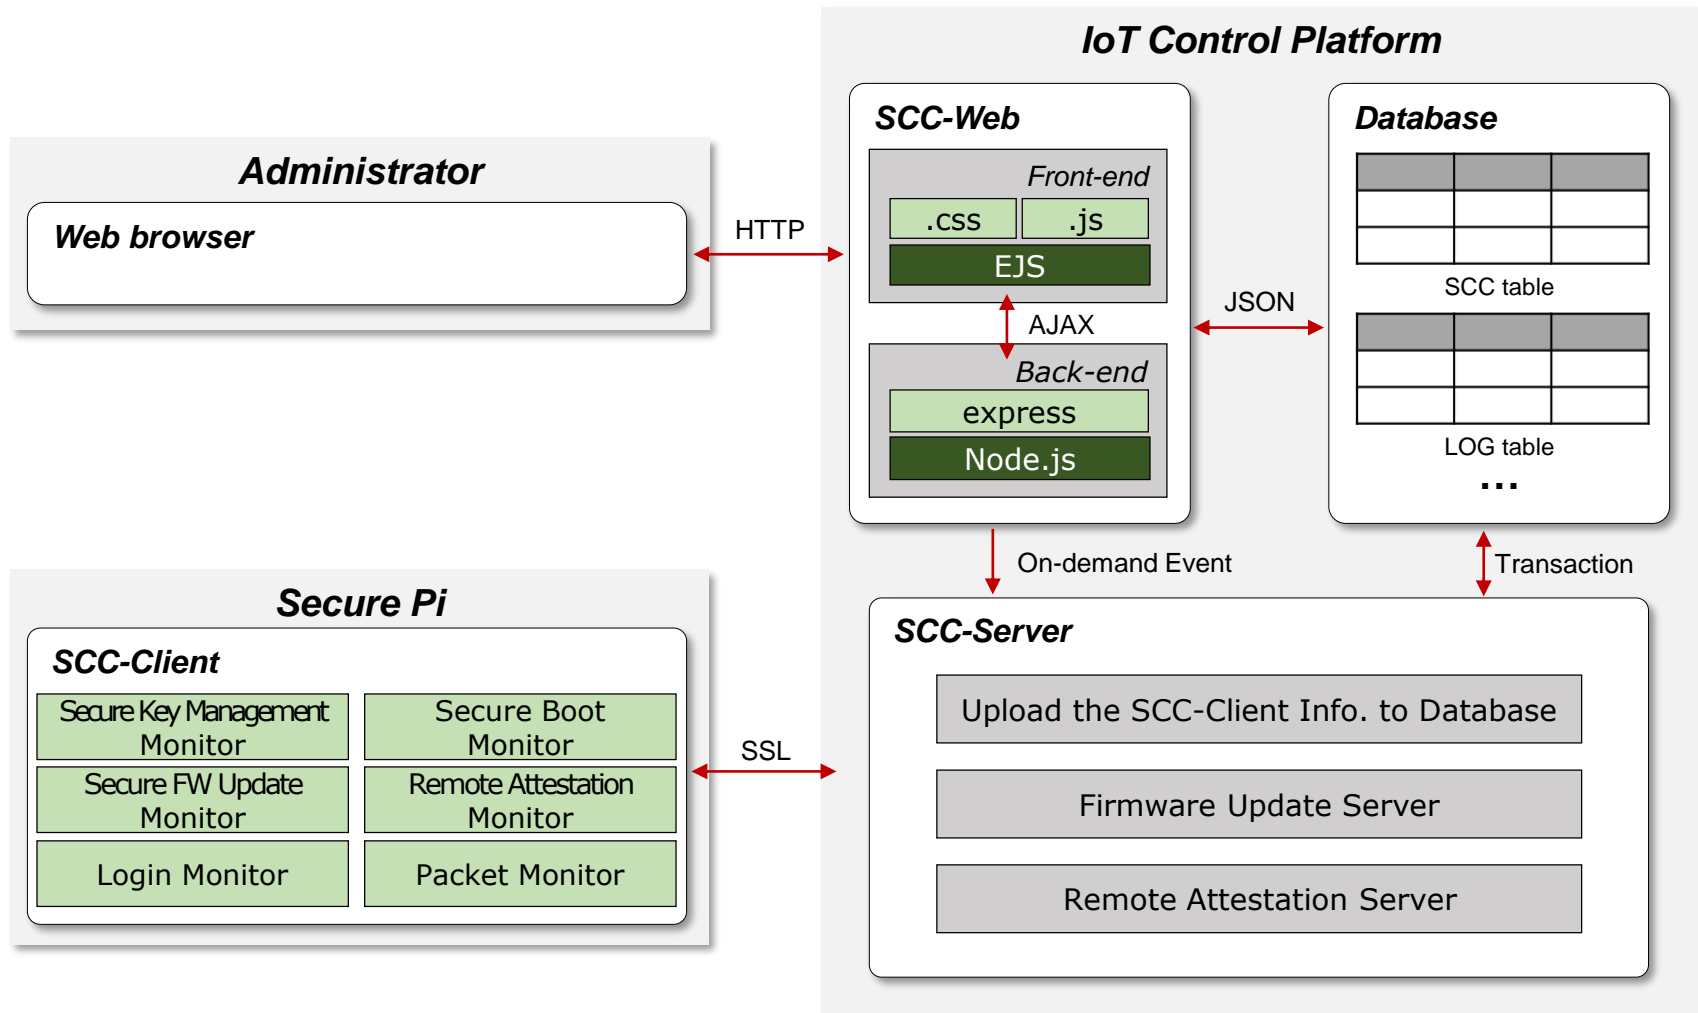 IoT Control Platform
SCC-Web
Front-end
.css
.js
EJS
AJAX
Back-end
express
Node.js
JSON
Database
SCC table
LOG table
...
Administrator
Web browser
HTTP
On-demand Event
Transaction
Secure Pi
SCC-Client
Secure Key Management
Monitor
Secure Boot
Monitor
Secure FW Update
Monitor
Remote Attestation
Monitor
Login Monitor
Packet Monitor
SSL
SCC-Server
Upload the SCC-Client Info. to Database
Firmware Update Server
Remote Attestation Server